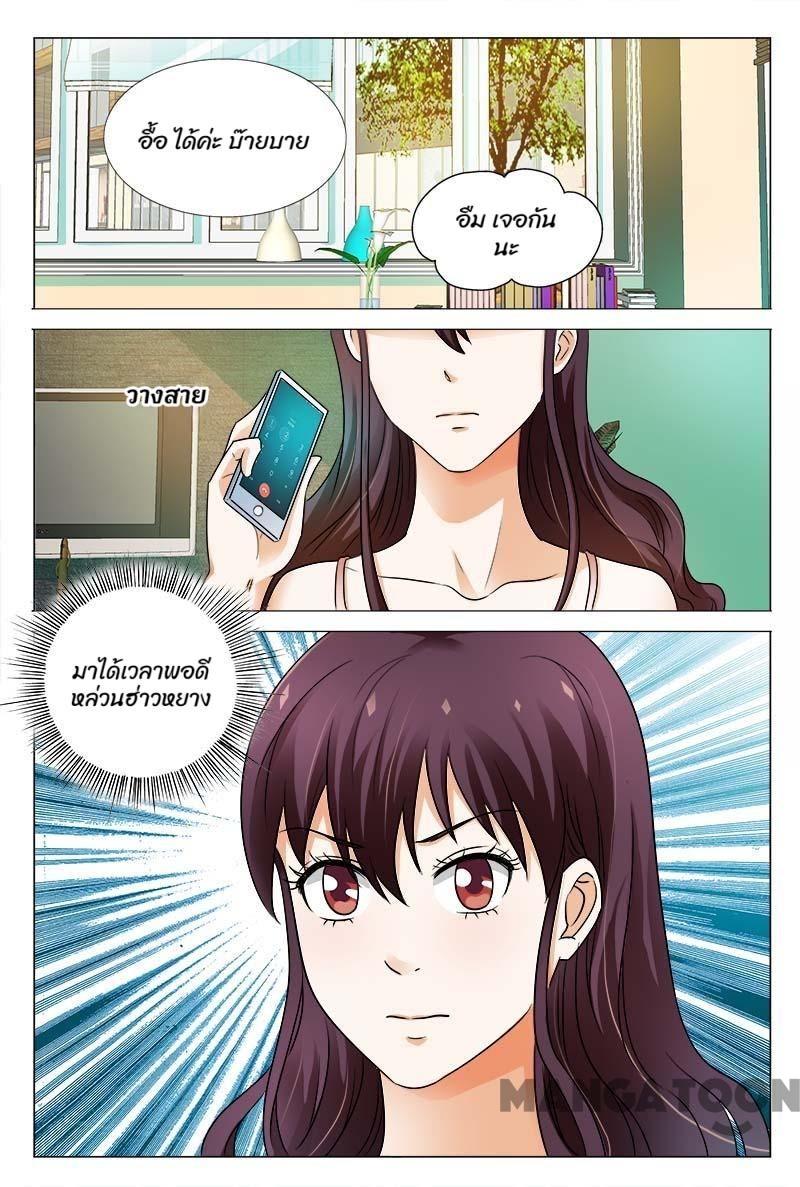 อื้อ ได้ค่ะ บ๊ายบาย
อืม เจอกัน
นะ
วางสาย
มาได้เวลาพอดี
หล่วนฮ่าวหยาง
MANGATOON